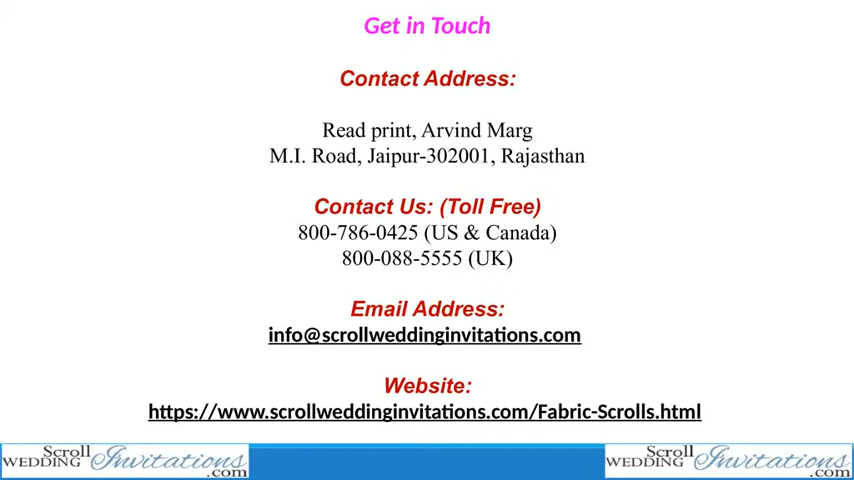 Get in Touch
Contact Address:
Read print, Arvind Marg
M.I. Road, Jaipur-302001, Rajasthan
Contact Us: (Toll Free)
800-786-0425 (US & Canada)
800-088-5555 (UK)
Email Address:
info@scrollweddinginvitations.com
Website:
https://www.scrollweddinginvitations.com/Fabric-Scrolls.html
Scroll
WEDDING Invitations
.com
Scroll
WEDDING Invitations
.com